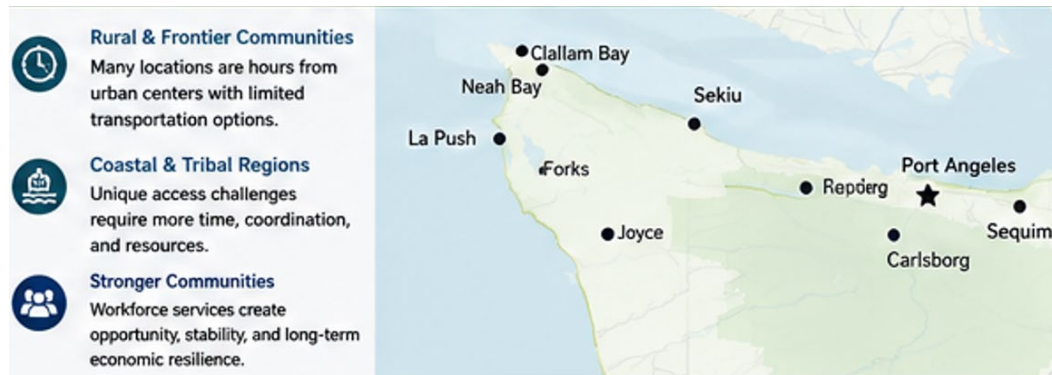 Rural & Frontier Communities
Many locations are hours from
urban centers with limited
transportation options.
Coastal & Tribal Regions
Unique access challenges
require more time, coordination,
and resources.
Stronger Communities
Workforce services create
opportunity, stability, and long-term
economic resilience.
Clallam Bay
Neah Bay
Sekiu
La Push
Forks
Port Angeles
Joyce
Sequim
Carlsborg